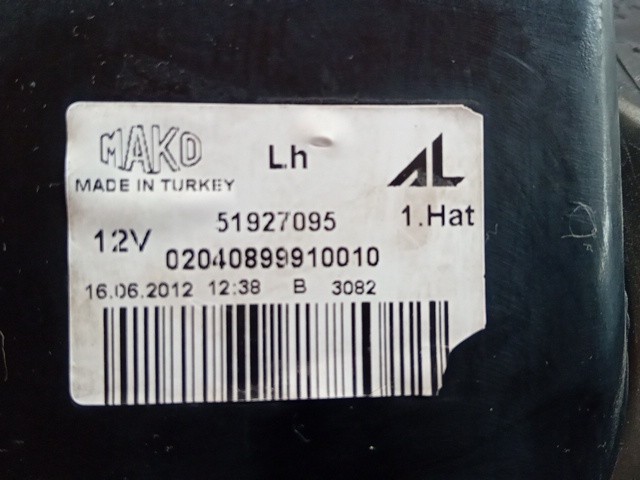 MAKO Lh AL
MADE IN TURKEY
51927095 1.Hat
12V
02040899910010
16.06.2012 12:38 B 3082